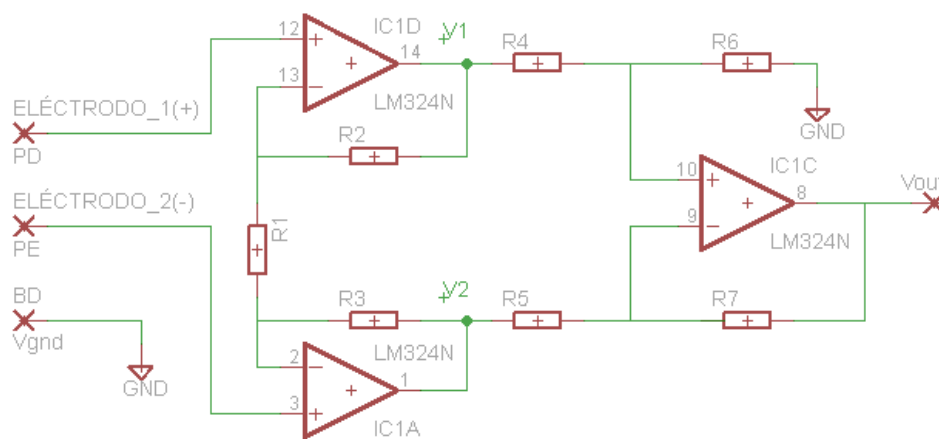 IC1D
V1
R4
R6
12
14
13
LM324N
ELÉCTRODO_1(+)
GND
R2
PD
IC1C
10
8
Vout
ELÉCTRODO_2(-)
9
PE
R1
LM324N
BD
V2
R3
R5
R7
Vgnd
LM324N
2
GND
1
3
IC1A